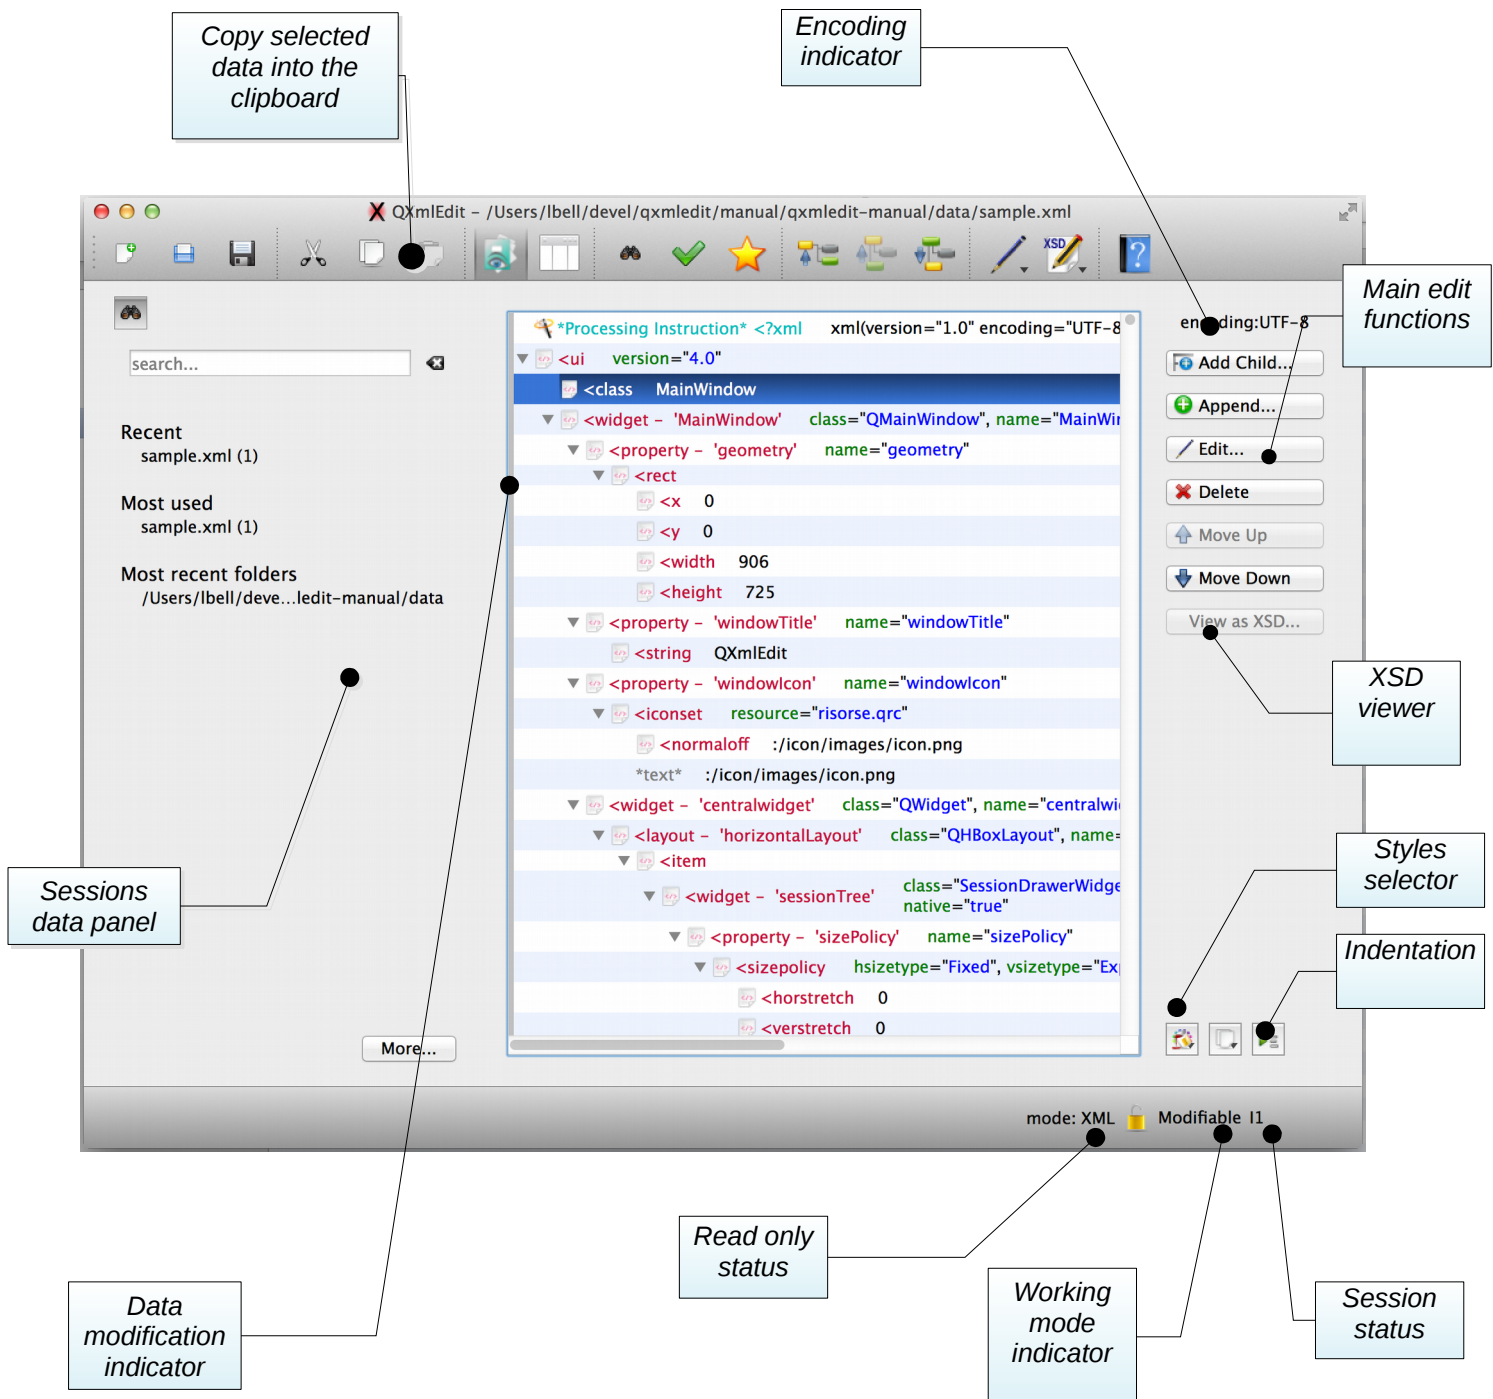 Copy selected
data into the
clipboard
Encoding
indicator
QXmlEdit – /Users/lbell/devel/qxmledit/manual/qxmledit-manual/data/sample.xml
XSD
?
Main edit
functions
search...
Recent
sample.xml (1)
Most used
sample.xml (1)
Most recent folders
/Users/lbell/deve...ledit-manual/data
More...
*Processing Instruction* <?xml xml(version="1.0" encoding="UTF-8
<ui version="4.0"
<class MainWindow
<widget – 'MainWindow' class="QMainWindow", name="MainWin
<property – 'geometry' name="geometry"
<rect
<x 0
<y 0
<width 906
<height 725
<property – 'windowTitle' name="windowTitle"
<string QXmlEdit
<property – 'windowIcon' name="windowIcon"
<iconset resource="risorse.qrc"
<normaloff :/icon/images/icon.png
*text* :/icon/images/icon.png
<widget – 'centralwidget' class="QWidget", name="centralwi
<layout – 'horizontalLayout' class="QHBoxLayout", name=
<item
<widget – 'sessionTree' class="SessionDrawerWidge
native="true"
<property – 'sizePolicy' name="sizePolicy"
<sizepolicy hsizetype="Fixed", vsizetype="Exp
<horstretch 0
<verstretch 0
encoding:UTF-8
Add Child...
Append...
Edit...
Delete
Move Up
Move Down
View as XSD...
XSD
viewer
Styles
selector
Indentation
Sessions
data panel
mode: XML Modifiable I1
Read only
status
Working
mode
indicator
Session
status
Data
modification
indicator